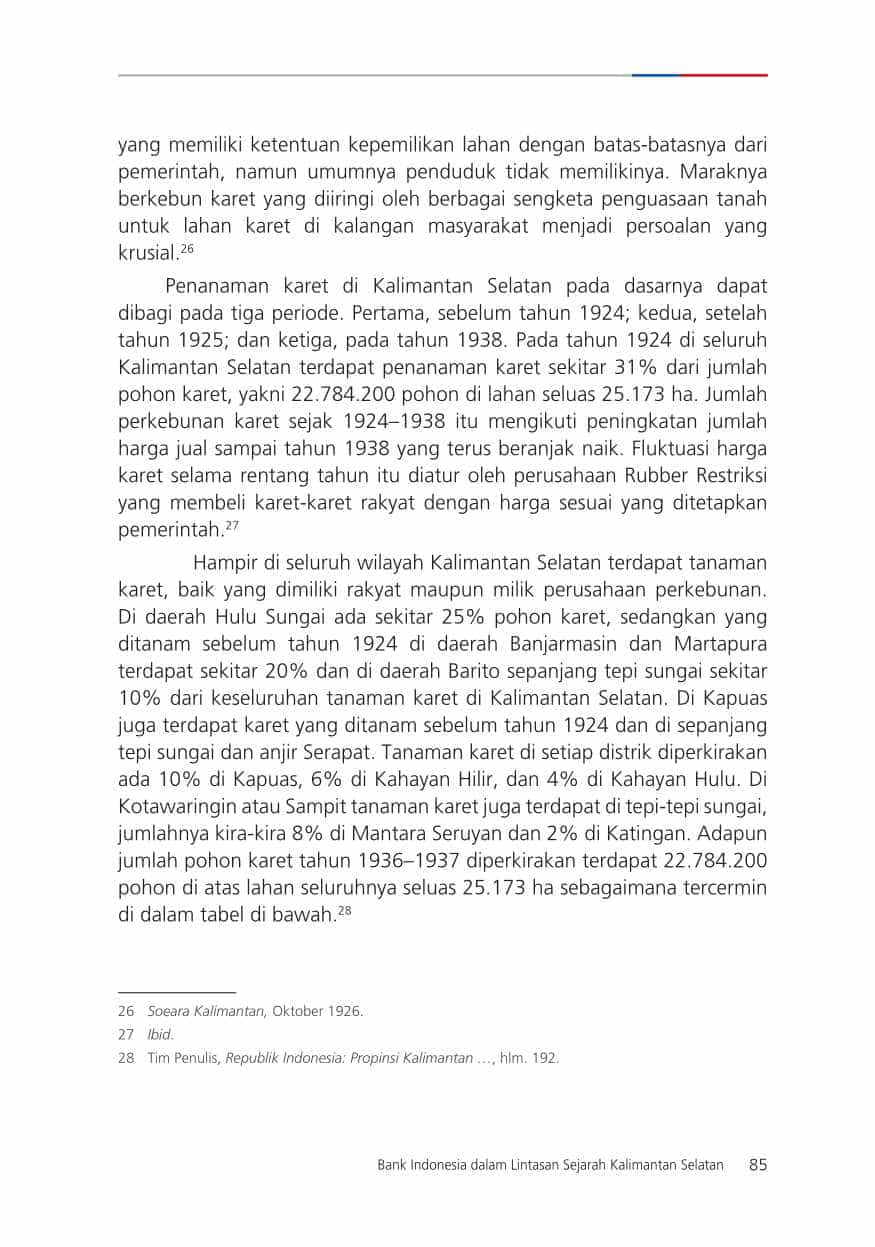 yang memiliki ketentuan kepemilikan lahan dengan batas-batasnya dari
pemerintah, namun umumnya penduduk tidak memilikinya. Maraknya
berkebun karet yang diiringi oleh berbagai sengketa penguasaan tanah
untuk lahan karet di kalangan masyarakat menjadi persoalan yang
krusial.26
Penanaman karet di Kalimantan Selatan pada dasarnya dapat
dibagi pada tiga periode. Pertama, sebelum tahun 1924; kedua, setelah
tahun 1925; dan ketiga, pada tahun 1938. Pada tahun 1924 di seluruh
Kalimantan Selatan terdapat penanaman karet sekitar 31% dari jumlah
pohon karet, yakni 22.784.200 pohon di lahan seluas 25.173 ha. Jumlah
perkebunan karet sejak 1924–1938 itu mengikuti peningkatan jumlah
harga jual sampai tahun 1938 yang terus beranjak naik. Fluktuasi harga
karet selama rentang tahun itu diatur oleh perusahaan Rubber Restriksi
yang membeli karet-karet rakyat dengan harga sesuai yang ditetapkan
pemerintah.27
Hampir di seluruh wilayah Kalimantan Selatan terdapat tanaman
karet, baik yang dimiliki rakyat maupun milik perusahaan perkebunan.
Di daerah Hulu Sungai ada sekitar 25% pohon karet, sedangkan yang
ditanam sebelum tahun 1924 di daerah Banjarmasin dan Martapura
terdapat sekitar 20% dan di daerah Barito sepanjang tepi sungai sekitar
10% dari keseluruhan tanaman karet di Kalimantan Selatan. Di Kapuas
juga terdapat karet yang ditanam sebelum tahun 1924 dan di sepanjang
tepi sungai dan anjir Serapat. Tanaman karet di setiap distrik diperkirakan
ada 10% di Kapuas, 6% di Kahayan Hilir, dan 4% di Kahayan Hulu. Di
Kotawaringin atau Sampit tanaman karet juga terdapat di tepi-tepi sungai,
jumlahnya kira-kira 8% di Mantara Seruyan dan 2% di Katingan. Adapun
jumlah pohon karet tahun 1936–1937 diperkirakan terdapat 22.784.200
pohon di atas lahan seluruhnya seluas 25.173 ha sebagaimana tercermin
di dalam tabel di bawah.28
26 Soeara Kalimantan, Oktober 1926.
27 Ibid.
28 Tim Penulis, Republik Indonesia: Propinsi Kalimantan …, hlm. 192.
Bank Indonesia dalam Lintasan Sejarah Kalimantan Selatan 85